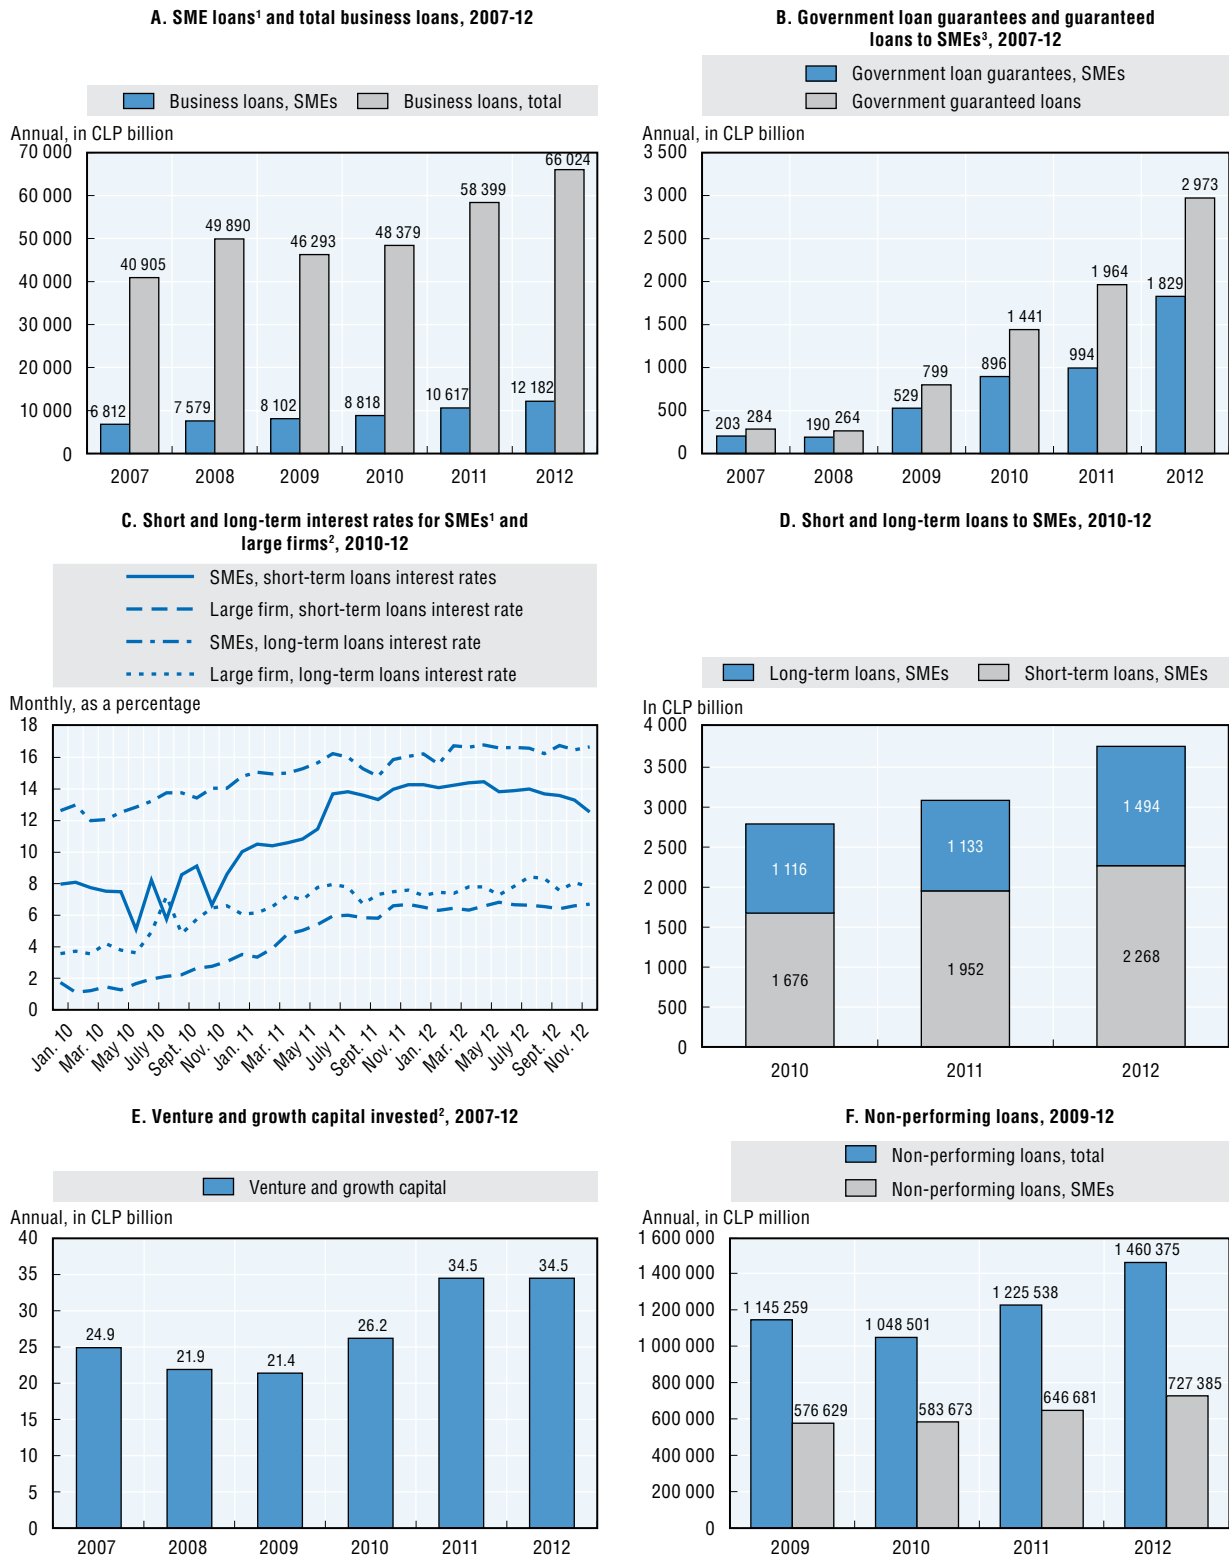 A. SME loans¹ and total business loans, 2007-12
Business loans, SMEs
Business loans, total
Annual, in CLP billion
70 000
60 000
50 000
40 000
30 000
20 000
10 000
0
6 812
40 905
7 579
49 890
8 102
46 293
8 818
48 379
10 617
58 399
12 182
66 024
2007 2008 2009 2010 2011 2012
B. Government loan guarantees and guaranteed
loans to SMEs³, 2007-12
Government loan guarantees, SMEs
Government guaranteed loans
Annual, in CLP billion
3 500
3 000
2 500
2 000
1 500
1 000
500
0
203
284
190
264
529
799
896
1 441
994
1 964
1 829
2 973
2007 2008 2009 2010 2011 2012
C. Short and long-term interest rates for SMEs¹ and
large firms², 2010-12
SMEs, short-term loans interest rates
Large firm, short-term loans interest rate
SMEs, long-term loans interest rate
Large firm, long-term loans interest rate
Monthly, as a percentage
18
16
14
12
10
8
6
4
2
0
Jan. 10
Mar. 10
May 10
July 10
Sept. 10
Nov. 10
Jan. 11
Mar. 11
May 11
July 11
Sept. 11
Nov. 11
Jan. 12
Mar. 12
May 12
July 12
Sept. 12
Nov. 12
D. Short and long-term loans to SMEs, 2010-12
Long-term loans, SMEs
Short-term loans, SMEs
In CLP billion
4 000
3 500
3 000
2 500
2 000
1 500
1 000
500
0
1 116
1 676
1 133
1 952
1 494
2 268
2010 2011 2012
E. Venture and growth capital invested², 2007-12
Venture and growth capital
Annual, in CLP billion
40
35
30
25
20
15
10
5
0
24.9
21.9
21.4
26.2
34.5
34.5
2007 2008 2009 2010 2011 2012
F. Non-performing loans, 2009-12
Non-performing loans, total
Non-performing loans, SMEs
Annual, in CLP million
1 600 000
1 400 000
1 200 000
1 000 000
800 000
600 000
400 000
200 000
0
1 145 259
576 629
1 048 501
583 673
1 225 538
646 681
1 460 375
727 385
2009 2010 2011 2012